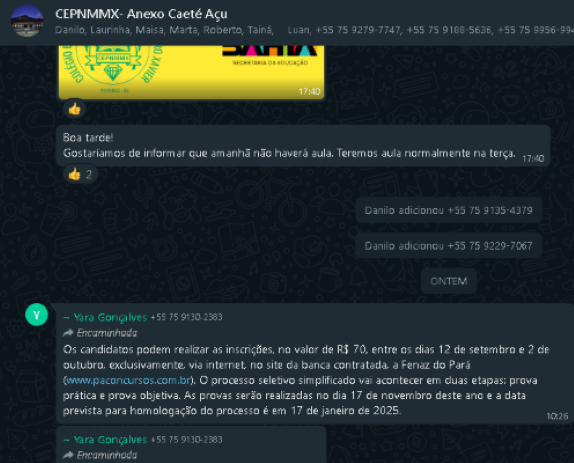 CEPNMMX- Anexo Caeté Açu
Danilo, Laurinha, Maisa, Marta, Roberto, Tainá, Luan, +55 75 9279-7747, +55 75 9188-5636, +55 75 9956-994
CEPNMMX
SECRETARIA DA EDUCAÇÃO
17:40
Boa tarde!
Gostaríamos de informar que amanhã não haverá aula. Teremos aula normalmente na terça. 17:40
2
Danilo adicionou +55 75 9135-4379
Danilo adicionou +55 75 9229-7067
ONTEM
Y
~ Yara Gonçalves +55 75 9130-2383
Encaminhada
Os candidatos podem realizar as inscrições, no valor de R$ 70, entre os dias 12 de setembro e 2 de
outubro, exclusivamente, via internet, no site da banca contratada, a Fenaz do Pará
(www.paconcursos.com.br). O processo seletivo simplificado vai acontecer em duas etapas: prova
prática e prova objetiva. As provas serão realizadas no dia 17 de novembro deste ano e a data
prevista para homologação do processo é em 17 de janeiro de 2025.
10:26
~ Yara Gonçalves +55 75 9130-2383
Encaminhada